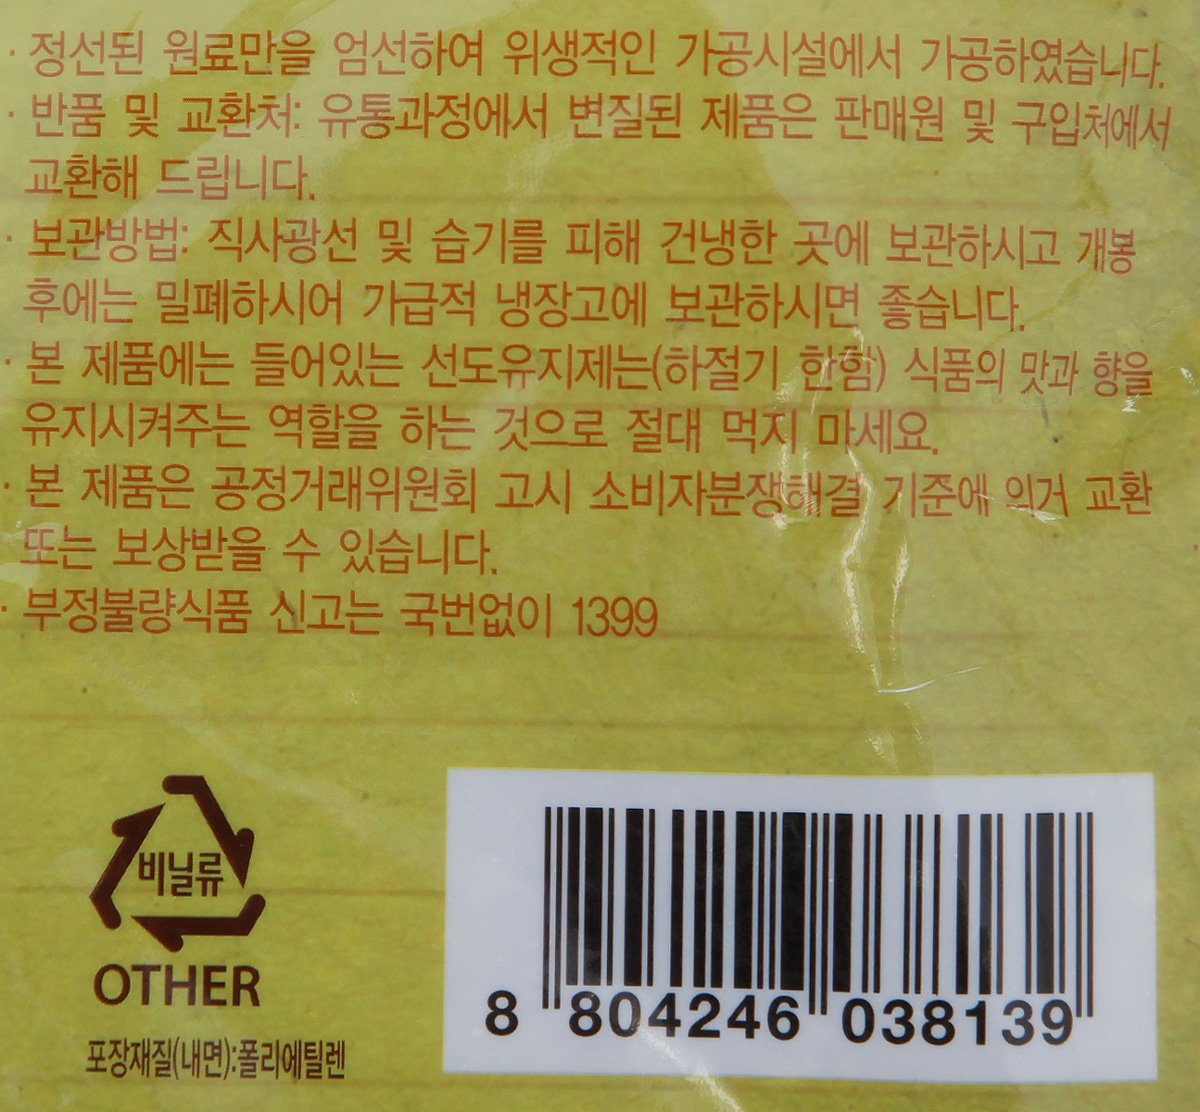 · 정선된 원료만을 엄선하여 위생적인 가공시설에서 가공하였습니다.
· 반품 및 교환처: 유통과정에서 변질된 제품은 판매원 및 구입처에서
교환해 드립니다.
· 보관방법: 직사광선 및 습기를 피해 건냉한 곳에 보관하시고 개봉
후에는 밀폐하시어 가급적 냉장고에 보관하시면 좋습니다.
· 본 제품에는 들어있는 선도유지제는(하절기 한함) 식품의 맛과 향을
유지시켜주는 역할을 하는 것으로 절대 먹지 마세요.
· 본 제품은 공정거래위원회 고시 소비자분쟁해결 기준에 의거 교환
또는 보상받을 수 있습니다.
· 부정불량식품 신고는 국번없이 1399
비닐류
OTHER
포장재질(내면):폴리에틸렌
8 804246 038139